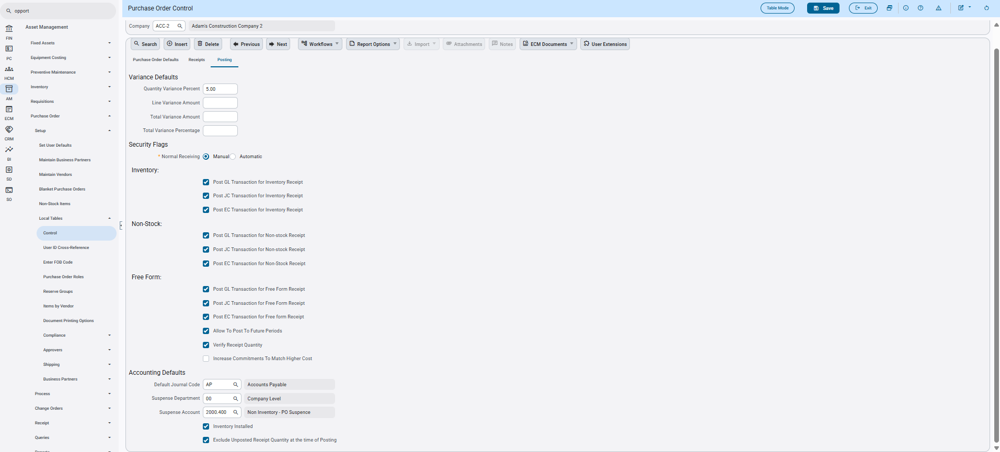 opport
Purchase Order Control
Table Mode
Save
Exit
FIN
PC
HCM
AM
ECM
CRM
BI
SD
SO
Asset Management
Fixed Assets
Equipment Costing
Preventive Maintenance
Inventory
Requisitions
Purchase Order
Setup
Set User Defaults
Maintain Business Partners
Maintain Vendors
Blanket Purchase Orders
Non-Stock Items
Local Tables
Control
User ID Cross-Reference
Enter FOB Code
Purchase Order Roles
Reserve Groups
Items by Vendor
Document Printing Options
Compliance
Approvers
Shipping
Business Partners
Process
Change Orders
Receipt
Queries
Reports
Company ACC-2 Adam's Construction Company 2
Search Insert Delete Previous Next Workflows Report Options Import Attachments Notes ECM Documents User Extensions
Purchase Order Defaults Receipts Posting
Variance Defaults
Quantity Variance Percent 5.00
Line Variance Amount
Total Variance Amount
Total Variance Percentage
Security Flags
* Normal Receiving Manual Automatic
Inventory:
Post GL Transaction for Inventory Receipt
Post JC Transaction for Inventory Receipt
Post EC Transaction for Inventory Receipt
Non-Stock:
Post GL Transaction for Non-stock Receipt
Post JC Transaction for Non-stock Receipt
Post EC Transaction for Non-Stock Receipt
Free Form:
Post GL Transaction for Free Form Receipt
Post JC Transaction for Free Form Receipt
Post EC Transaction for Free form Receipt
Allow To Post To Future Periods
Verify Receipt Quantity
Increase Commitments To Match Higher Cost
Accounting Defaults
Default Journal Code AP Accounts Payable
Suspense Department 00 Company Level
Suspense Account 2000.400 Non Inventory - PO Suspence
Inventory Installed
Exclude Unposted Receipt Quantity at the time of Posting